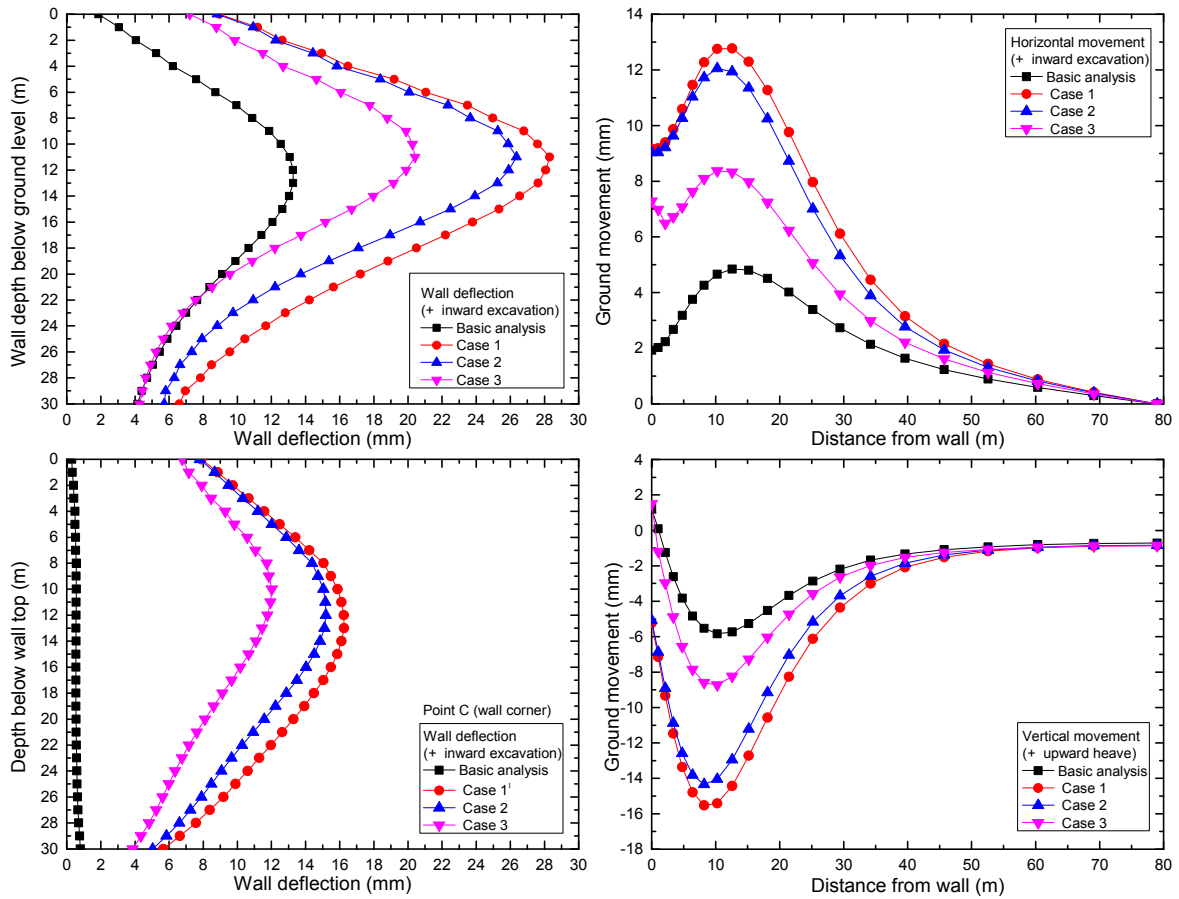 0
2
4
6
8
10
12
14
16
18
20
22
24
26
28
30
Wall depth below ground level (m)
0 2 4 6 8 10 12 14 16 18 20 22 24 26 28 30
Wall deflection (mm)
Wall deflection
(+ inward excavation)
Basic analysis
Case 1
Case 2
Case 3
14
12
10
8
6
4
2
0
Ground movement (mm)
0 10 20 30 40 50 60 70 80
Distance from wall (m)
Horizontal movement
(+ inward excavation)
Basic analysis
Case 1
Case 2
Case 3
0
2
4
6
8
10
12
14
16
18
20
22
24
26
28
30
Depth below wall top (m)
0 2 4 6 8 10 12 14 16 18 20 22 24 26 28 30
Wall deflection (mm)
Point C (wall corner)
Wall deflection
(+ inward excavation)
Basic analysis
Case 1
Case 2
Case 3
4
2
0
-2
-4
-6
-8
-10
-12
-14
-16
-18
Ground movement (mm)
0 10 20 30 40 50 60 70 80
Distance from wall (m)
Vertical movement
(+ upward heave)
Basic analysis
Case 1
Case 2
Case 3